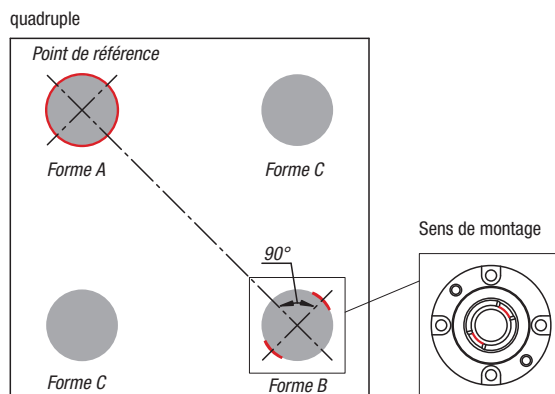 quadruple
Point de référence
Forme A
Forme C
Sens de montage
90°
Forme C
Forme B